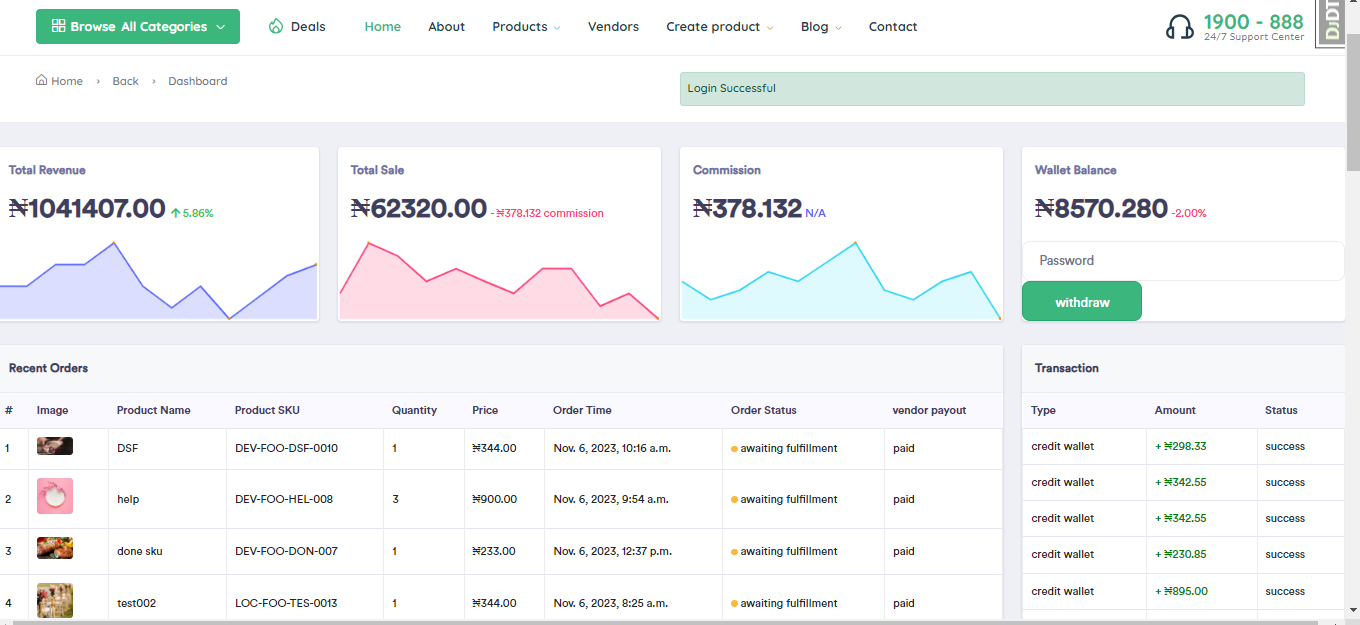 Browse All Categories Deals Home About Products Vendors Create product Blog Contact 1900 - 888
24/7 Support Center
DJDT
Home › Back › Dashboard
Login Successful
Total Revenue Total Sale Commission Wallet Balance
₦1041407.00 5.86% ₦62320.00 - ₦378.132 commission ₦378.132 N/A ₦8570.280 -2.00%
Password
withdraw
Recent Orders Transaction
# Image Product Name Product SKU Quantity Price Order Time Order Status vendor payout Type Amount Status
1 DSF DEV-FOO-DSF-0010 1 ₦344.00 Nov. 6, 2023, 10:16 a.m. awaiting fulfillment paid credit wallet + ₦298.33 success
credit wallet + ₦342.55 success
2 help DEV-FOO-HEL-008 3 ₦900.00 Nov. 6, 2023, 9:54 a.m. awaiting fulfillment paid
credit wallet + ₦342.55 success
3 done sku DEV-FOO-DON-007 1 ₦233.00 Nov. 6, 2023, 12:37 p.m. awaiting fulfillment paid credit wallet + ₦230.85 success
credit wallet + ₦895.00 success
4 test002 LOC-FOO-TES-0013 1 ₦344.00 Nov. 6, 2023, 8:25 a.m. awaiting fulfillment paid